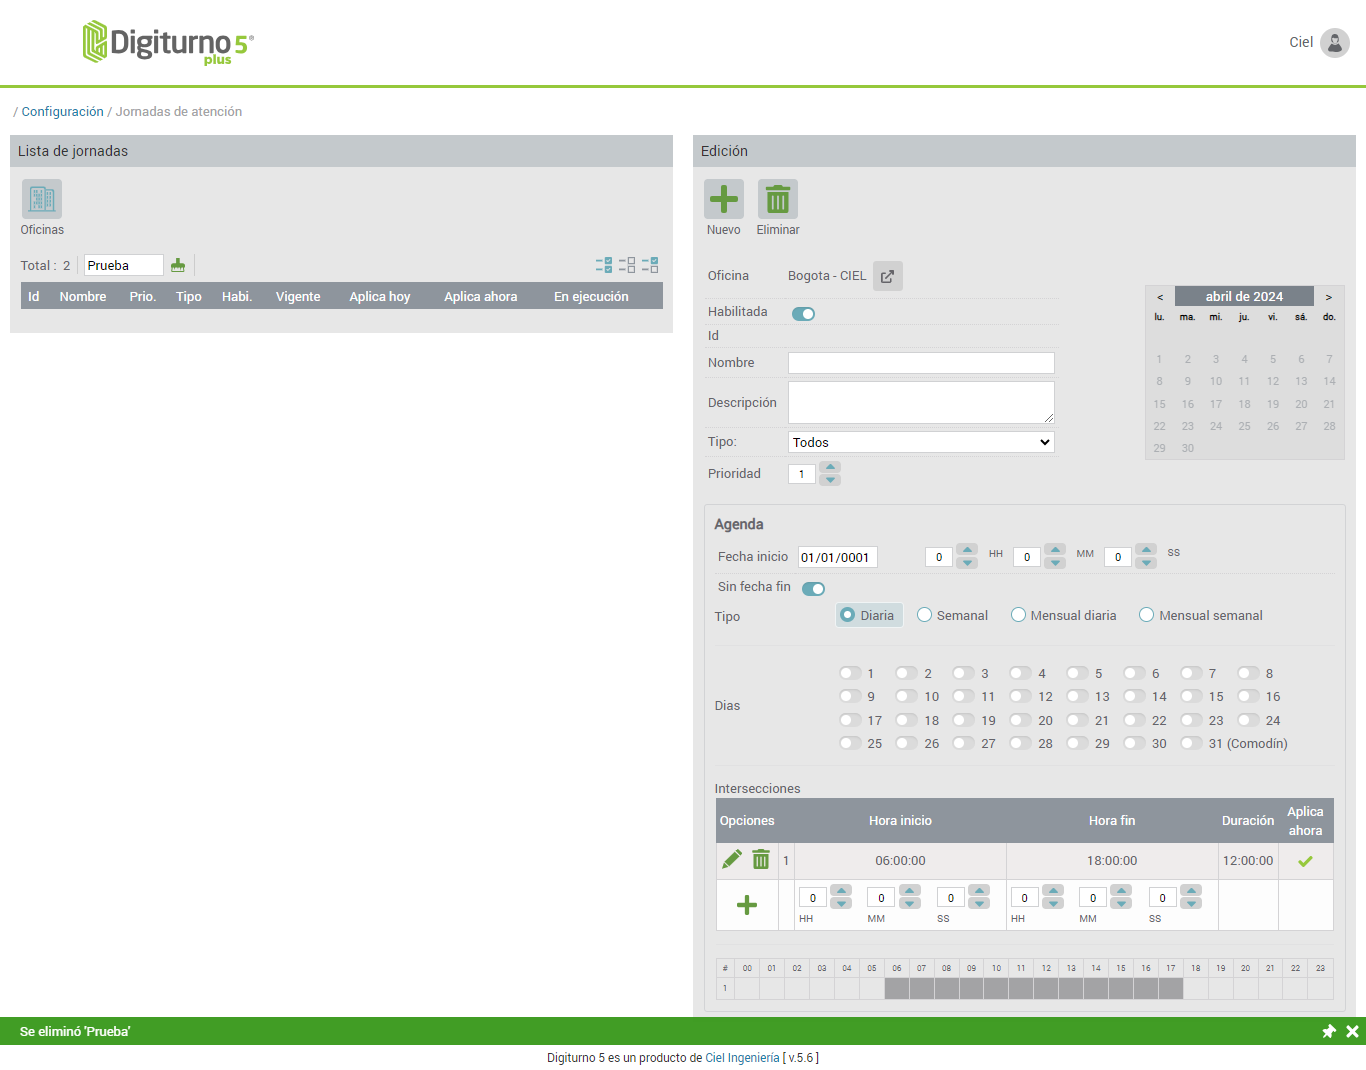 Digiturno 5®
plus
Ciel
/ Configuración / Jornadas de atención
Lista de jornadas
Oficinas
Total : 2 Prueba
Id Nombre Prio. Tipo Habi. Vigente Aplica hoy Aplica ahora En ejecución
Edición
Nuevo Eliminar
Oficina Bogota - CIEL
Habilitada
Id
Nombre
Descripción
Tipo: Todos
Prioridad 1
< abril de 2024 >
lu. ma. mi. ju. vi. sá. do.
1 2 3 4 5 6 7
8 9 10 11 12 13 14
15 16 17 18 19 20 21
22 23 24 25 26 27 28
29 30
Agenda
Fecha inicio 01/01/0001 0 HH 0 MM 0 SS
Sin fecha fin
Tipo Diaria Semanal Mensual diaria Mensual semanal
Dias
1 2 3 4 5 6 7 8
9 10 11 12 13 14 15 16
17 18 19 20 21 22 23 24
25 26 27 28 29 30 31 (Comodín)
Intersecciones
Opciones Hora inicio Hora fin Duración Aplica ahora
1 06:00:00 18:00:00 12:00:00
0 0 0 0 0 0
HH MM SS HH MM SS
# 00 01 02 03 04 05 06 07 08 09 10 11 12 13 14 15 16 17 18 19 20 21 22 23
1
Se eliminó 'Prueba'
Digiturno 5 es un producto de Ciel Ingeniería [ v.5.6 ]